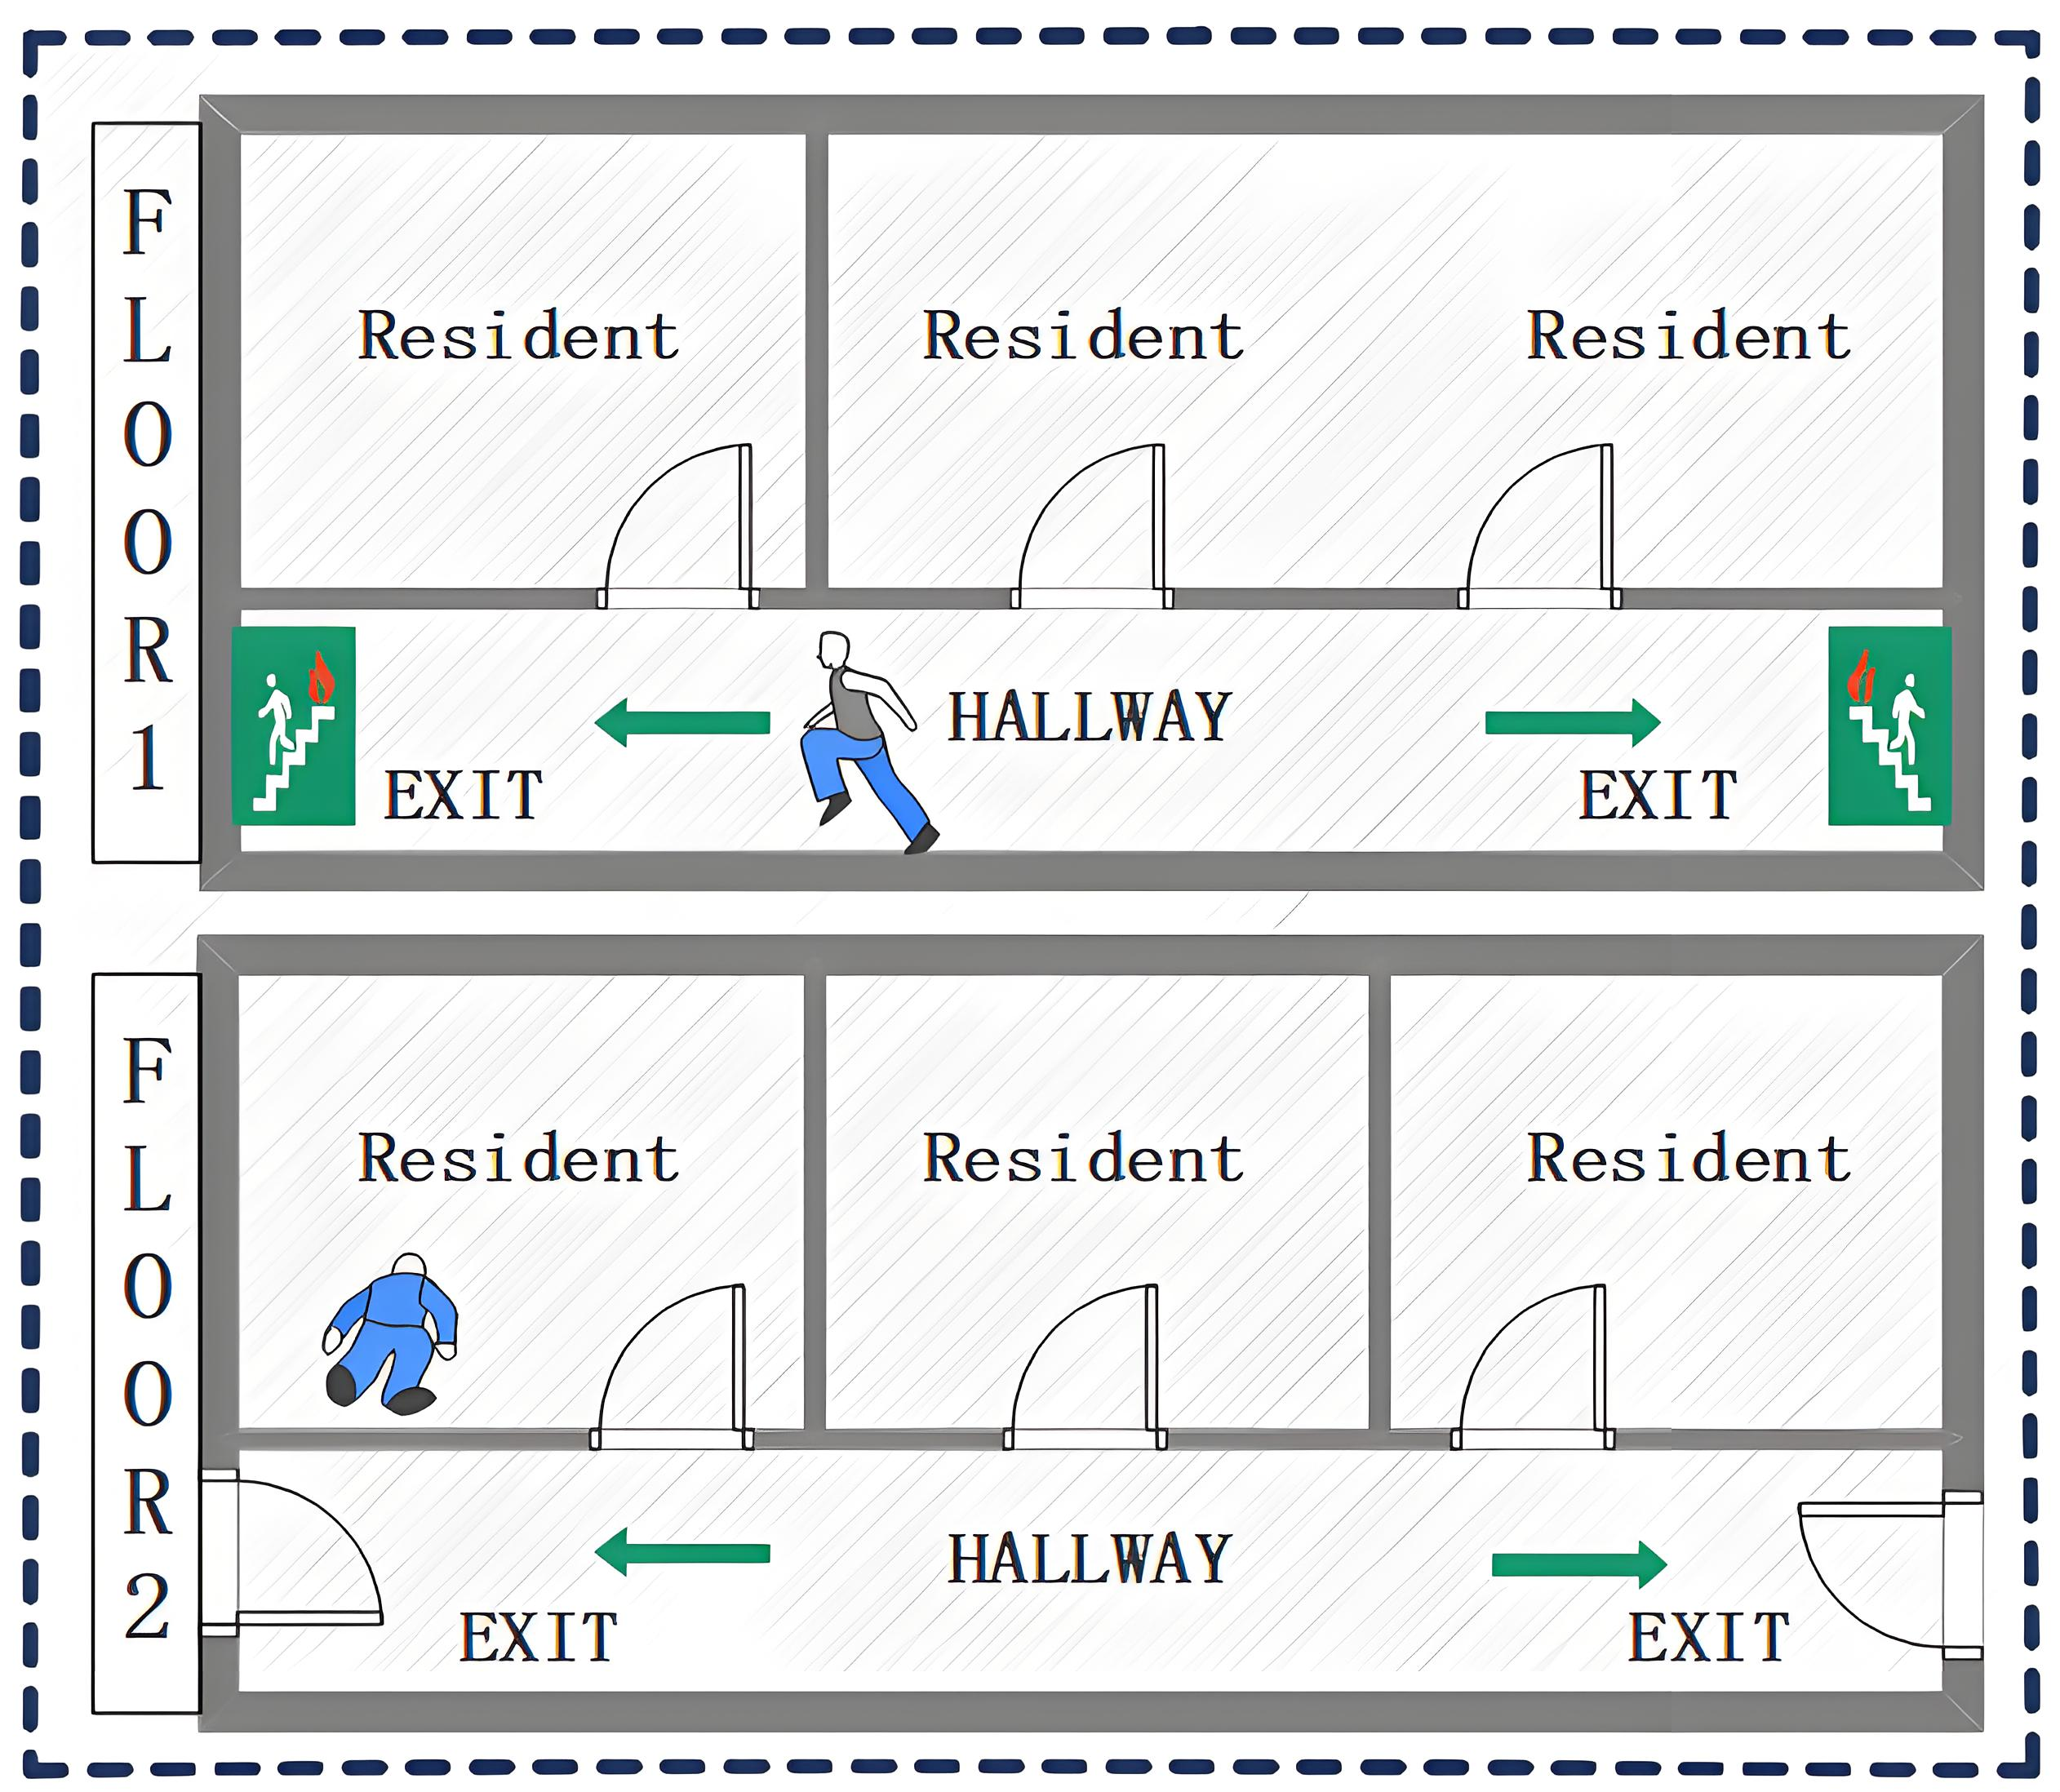 FLOOR1
Resident Resident Resident
HALLWAY
EXIT EXIT
FLOOR2
Resident Resident Resident
HALLWAY
EXIT EXIT